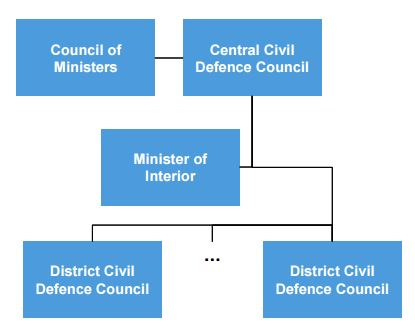 Council of
Ministers
Central Civil
Defence Council
Minister of
Interior
...
District Civil
Defence Council
District Civil
Defence Council